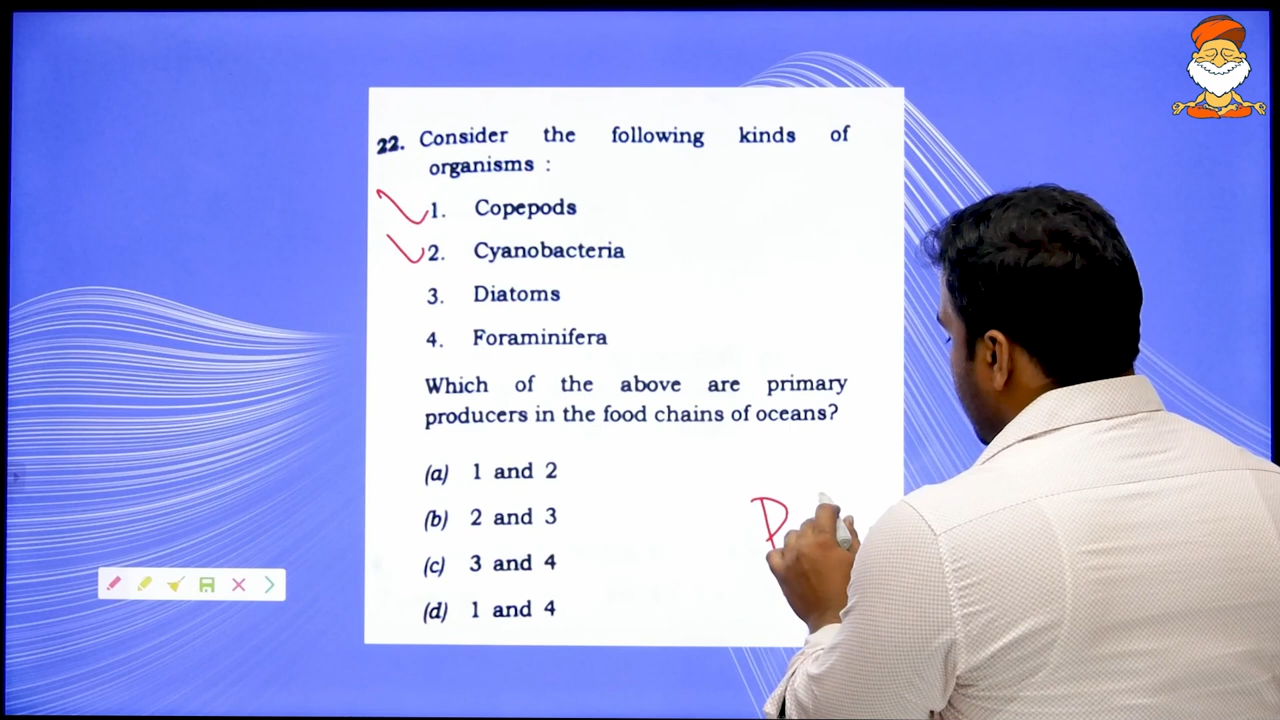 22. Consider the following kinds of
organisms :
1. Copepods
2. Cyanobacteria
3. Diatoms
4. Foraminifera
Which of the above are primary
producers in the food chains of oceans?
(a) 1 and 2
(b) 2 and 3
(c) 3 and 4
(d) 1 and 4
P